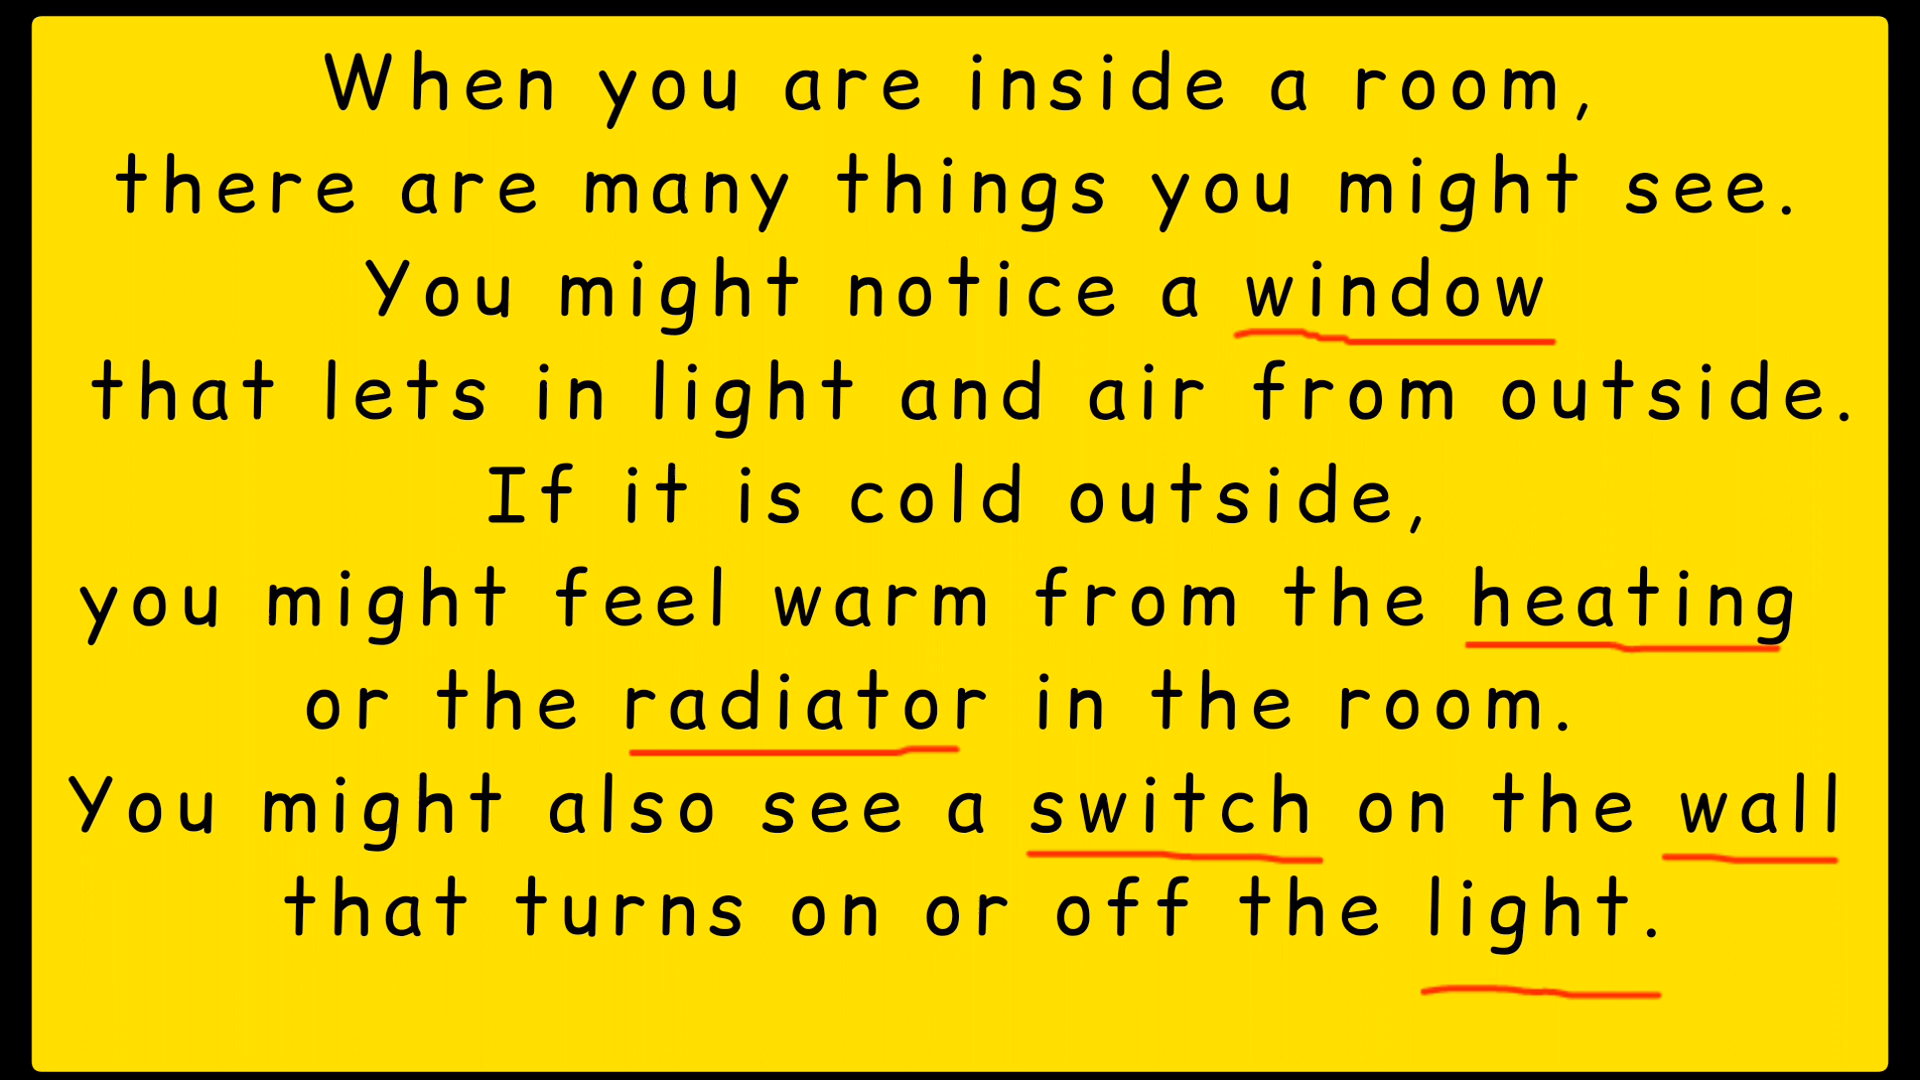 When you are inside a room,
there are many things you might see.
You might notice a window
that lets in light and air from outside.
If it is cold outside,
you might feel warm from the heating
or the radiator in the room.
You might also see a switch on the wall
that turns on or off the light.